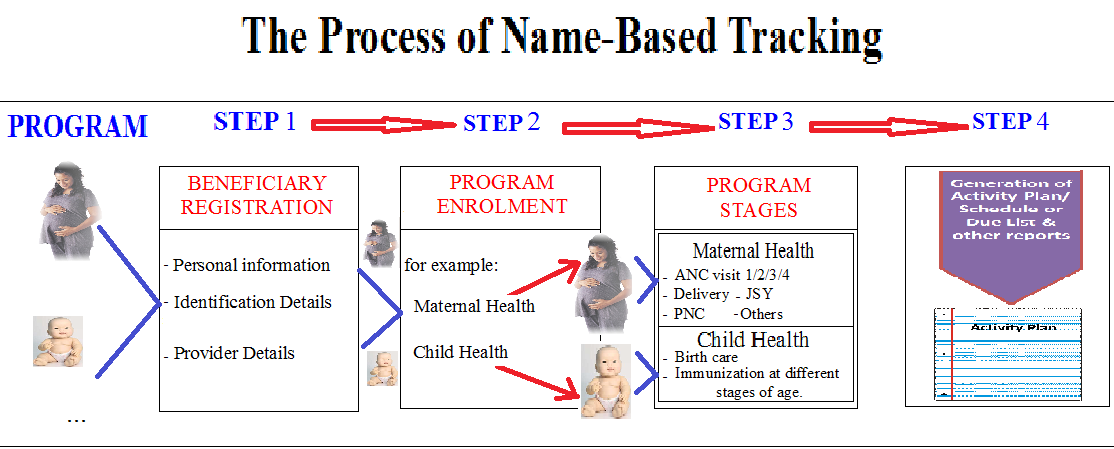 The Process of Name-Based Tracking
PROGRAM
STEP 1
STEP 2
STEP 3
STEP 4
...
BENEFICIARY
REGISTRATION
- Personal information
- Identification Details
- Provider Details
PROGRAM
ENROLMENT
for example:
Maternal Health
Child Health
PROGRAM
STAGES
Maternal Health
- ANC visit 1/2/3/4
- Delivery - JSY
- PNC -Others
Child Health
- Birth care
- Immunization at different
stages of age.
Generation of
Activity Plan/
Schedule or
Due List &
other reports
Activity Plan